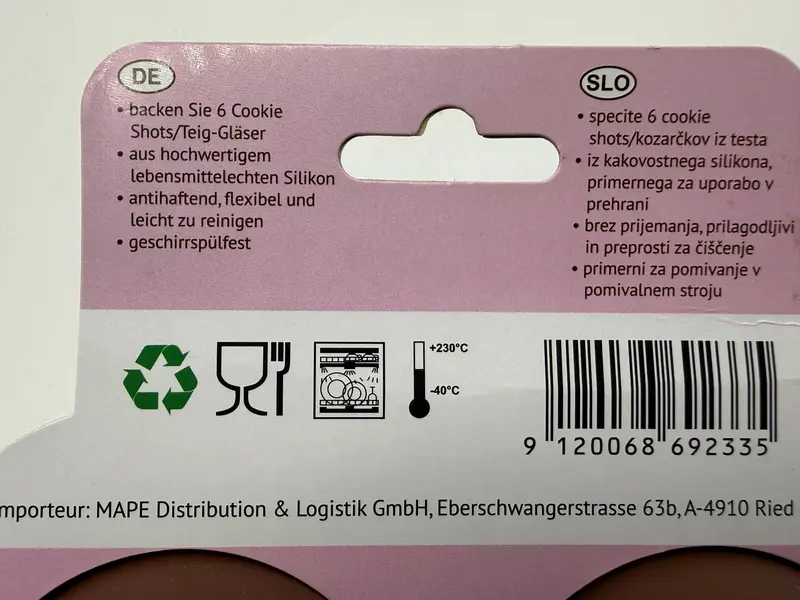 DE
• backen Sie 6 Cookie
Shots/Teig-Gläser
• aus hochwertigem
lebensmittelechten Silikon
• antihaftend, flexibel und
leicht zu reinigen
• geschirrspülfest
SLO
• specite 6 cookie
shots/kozarčkov iz testa
• iz kakovostnega silikona,
primernega za uporabo v
prehrani
• brez prijemanja, prilagodljivi
in preprosti za čiščenje
• primerni za pomivanje v
pomivalnem stroju
+230°C
-40°C
9 120068 692335
mporteur: MAPE Distribution & Logistik GmbH, Eberschwangerstrasse 63b, A-4910 Ried